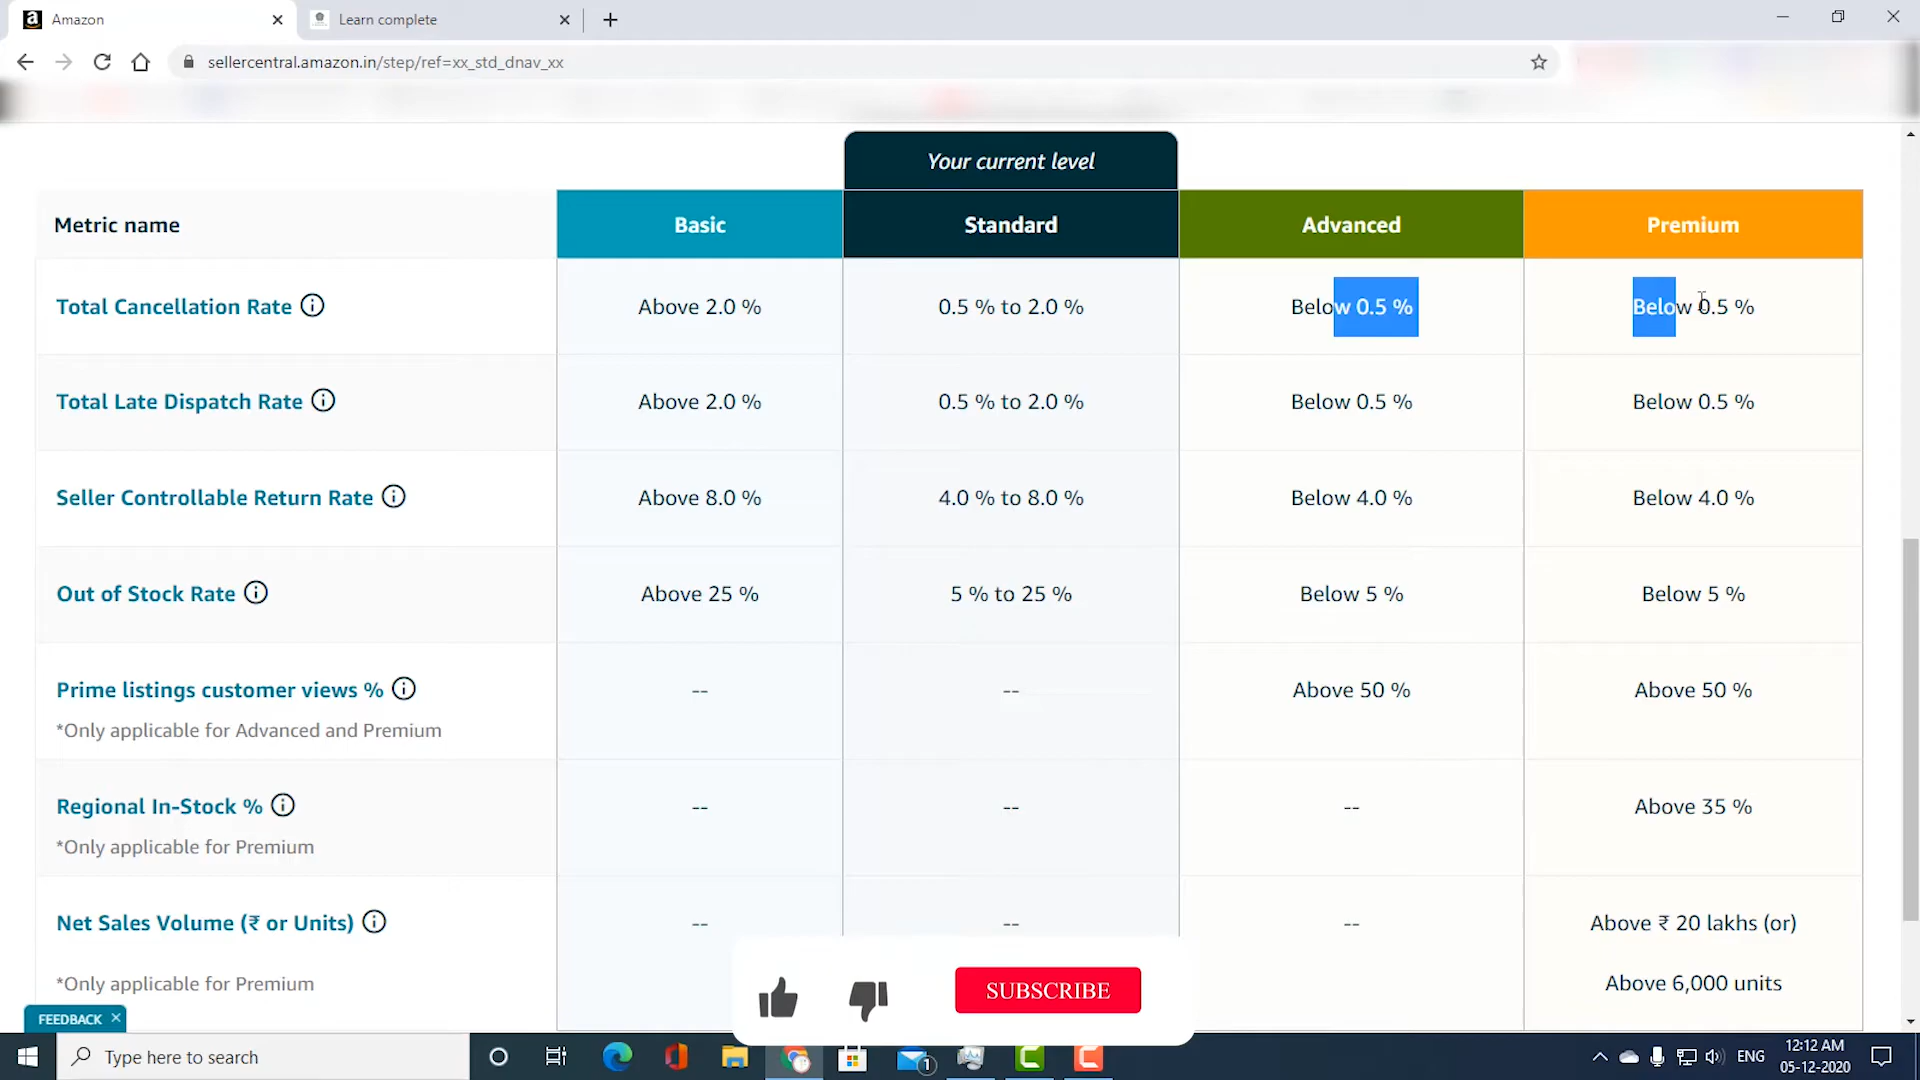 Amazon
Learn complete
sellercentral.amazon.in/step/ref=xx_std_dnav_xx
Your current level
Metric name Basic Standard Advanced Premium
Total Cancellation Rate Above 2.0 % 0.5 % to 2.0 % Below 0.5 % Below 0.5 %
Total Late Dispatch Rate Above 2.0 % 0.5 % to 2.0 % Below 0.5 % Below 0.5 %
Seller Controllable Return Rate Above 8.0 % 4.0 % to 8.0 % Below 4.0 % Below 4.0 %
Out of Stock Rate Above 25 % 5 % to 25 % Below 5 % Below 5 %
Prime listings customer views % -- -- Above 50 % Above 50 %
*Only applicable for Advanced and Premium
Regional In-Stock % -- -- -- Above 35 %
*Only applicable for Premium
Net Sales Volume (₹ or Units) -- -- -- Above ₹ 20 lakhs (or)
*Only applicable for Premium Above 6,000 units
SUBSCRIBE
FEEDBACK
Type here to search
1
ENG
12:12 AM
05-12-2020